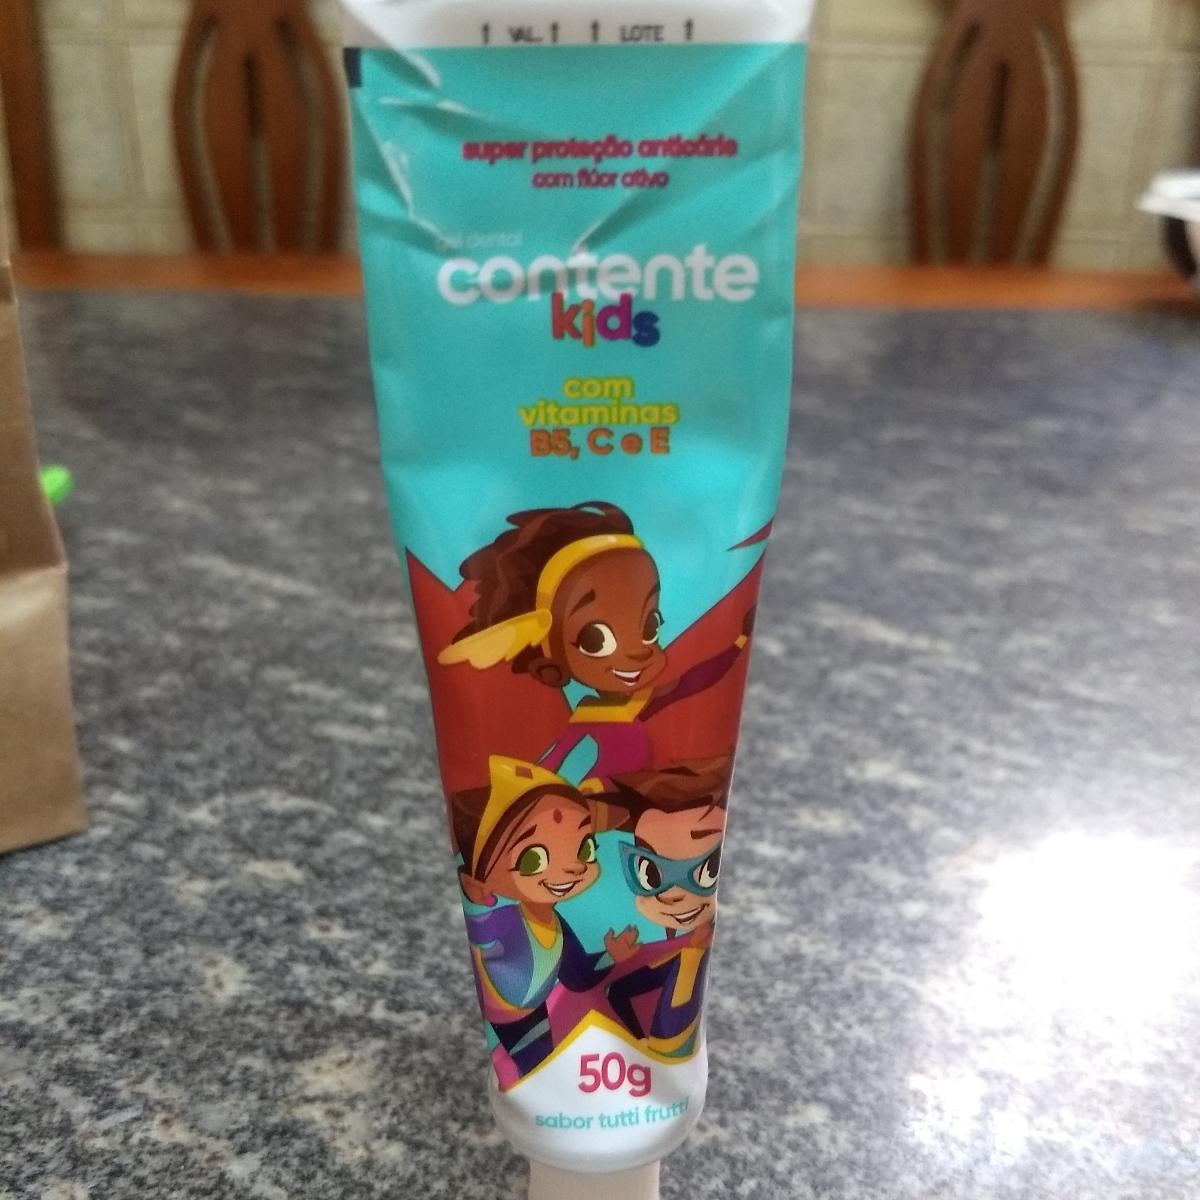 VAL. LOTE
super proteção anticárie
com flúor ativo
gel dental
contente
kids
com
vitaminas
B5, C e E
50g
sabor tutti frutti